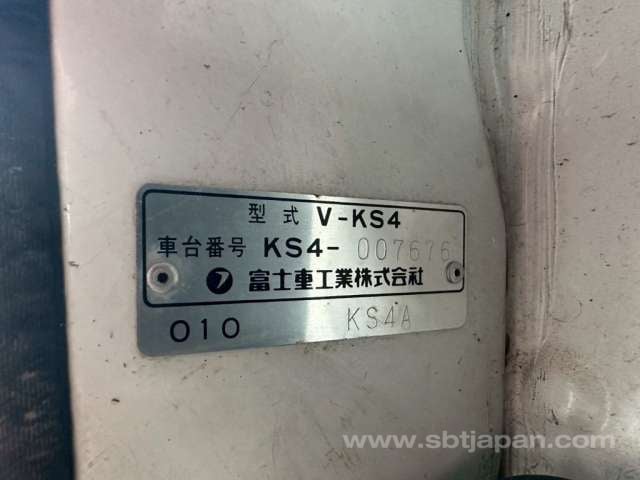 型式 V-KS4
車台番号 KS4- 007676
フ 富士重工業株式会社
010 KS4A
www.sbtjapan.com